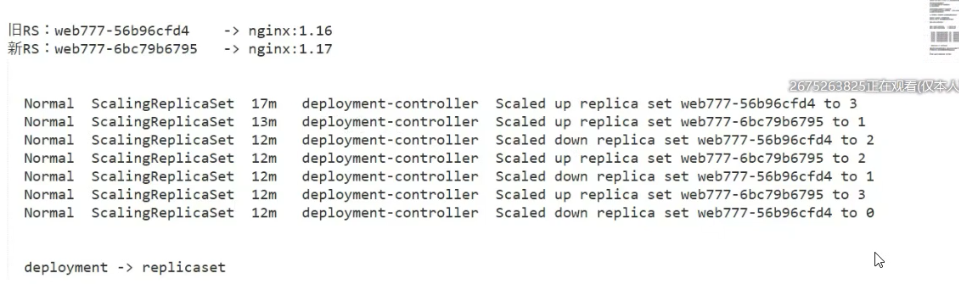 旧RS：web777-56b96cfd4    -> nginx:1.16
新RS：web777-6bc79b6795   -> nginx:1.17
2675263825正在观看(仅本人
Normal  ScalingReplicaSet  17m   deployment-controller  Scaled up replica set web777-56b96cfd4 to 3
Normal  ScalingReplicaSet  13m   deployment-controller  Scaled up replica set web777-6bc79b6795 to 1
Normal  ScalingReplicaSet  12m   deployment-controller  Scaled down replica set web777-56b96cfd4 to 2
Normal  ScalingReplicaSet  12m   deployment-controller  Scaled up replica set web777-6bc79b6795 to 2
Normal  ScalingReplicaSet  12m   deployment-controller  Scaled down replica set web777-56b96cfd4 to 1
Normal  ScalingReplicaSet  12m   deployment-controller  Scaled up replica set web777-6bc79b6795 to 3
Normal  ScalingReplicaSet  12m   deployment-controller  Scaled down replica set web777-56b96cfd4 to 0
deployment -> replicaset